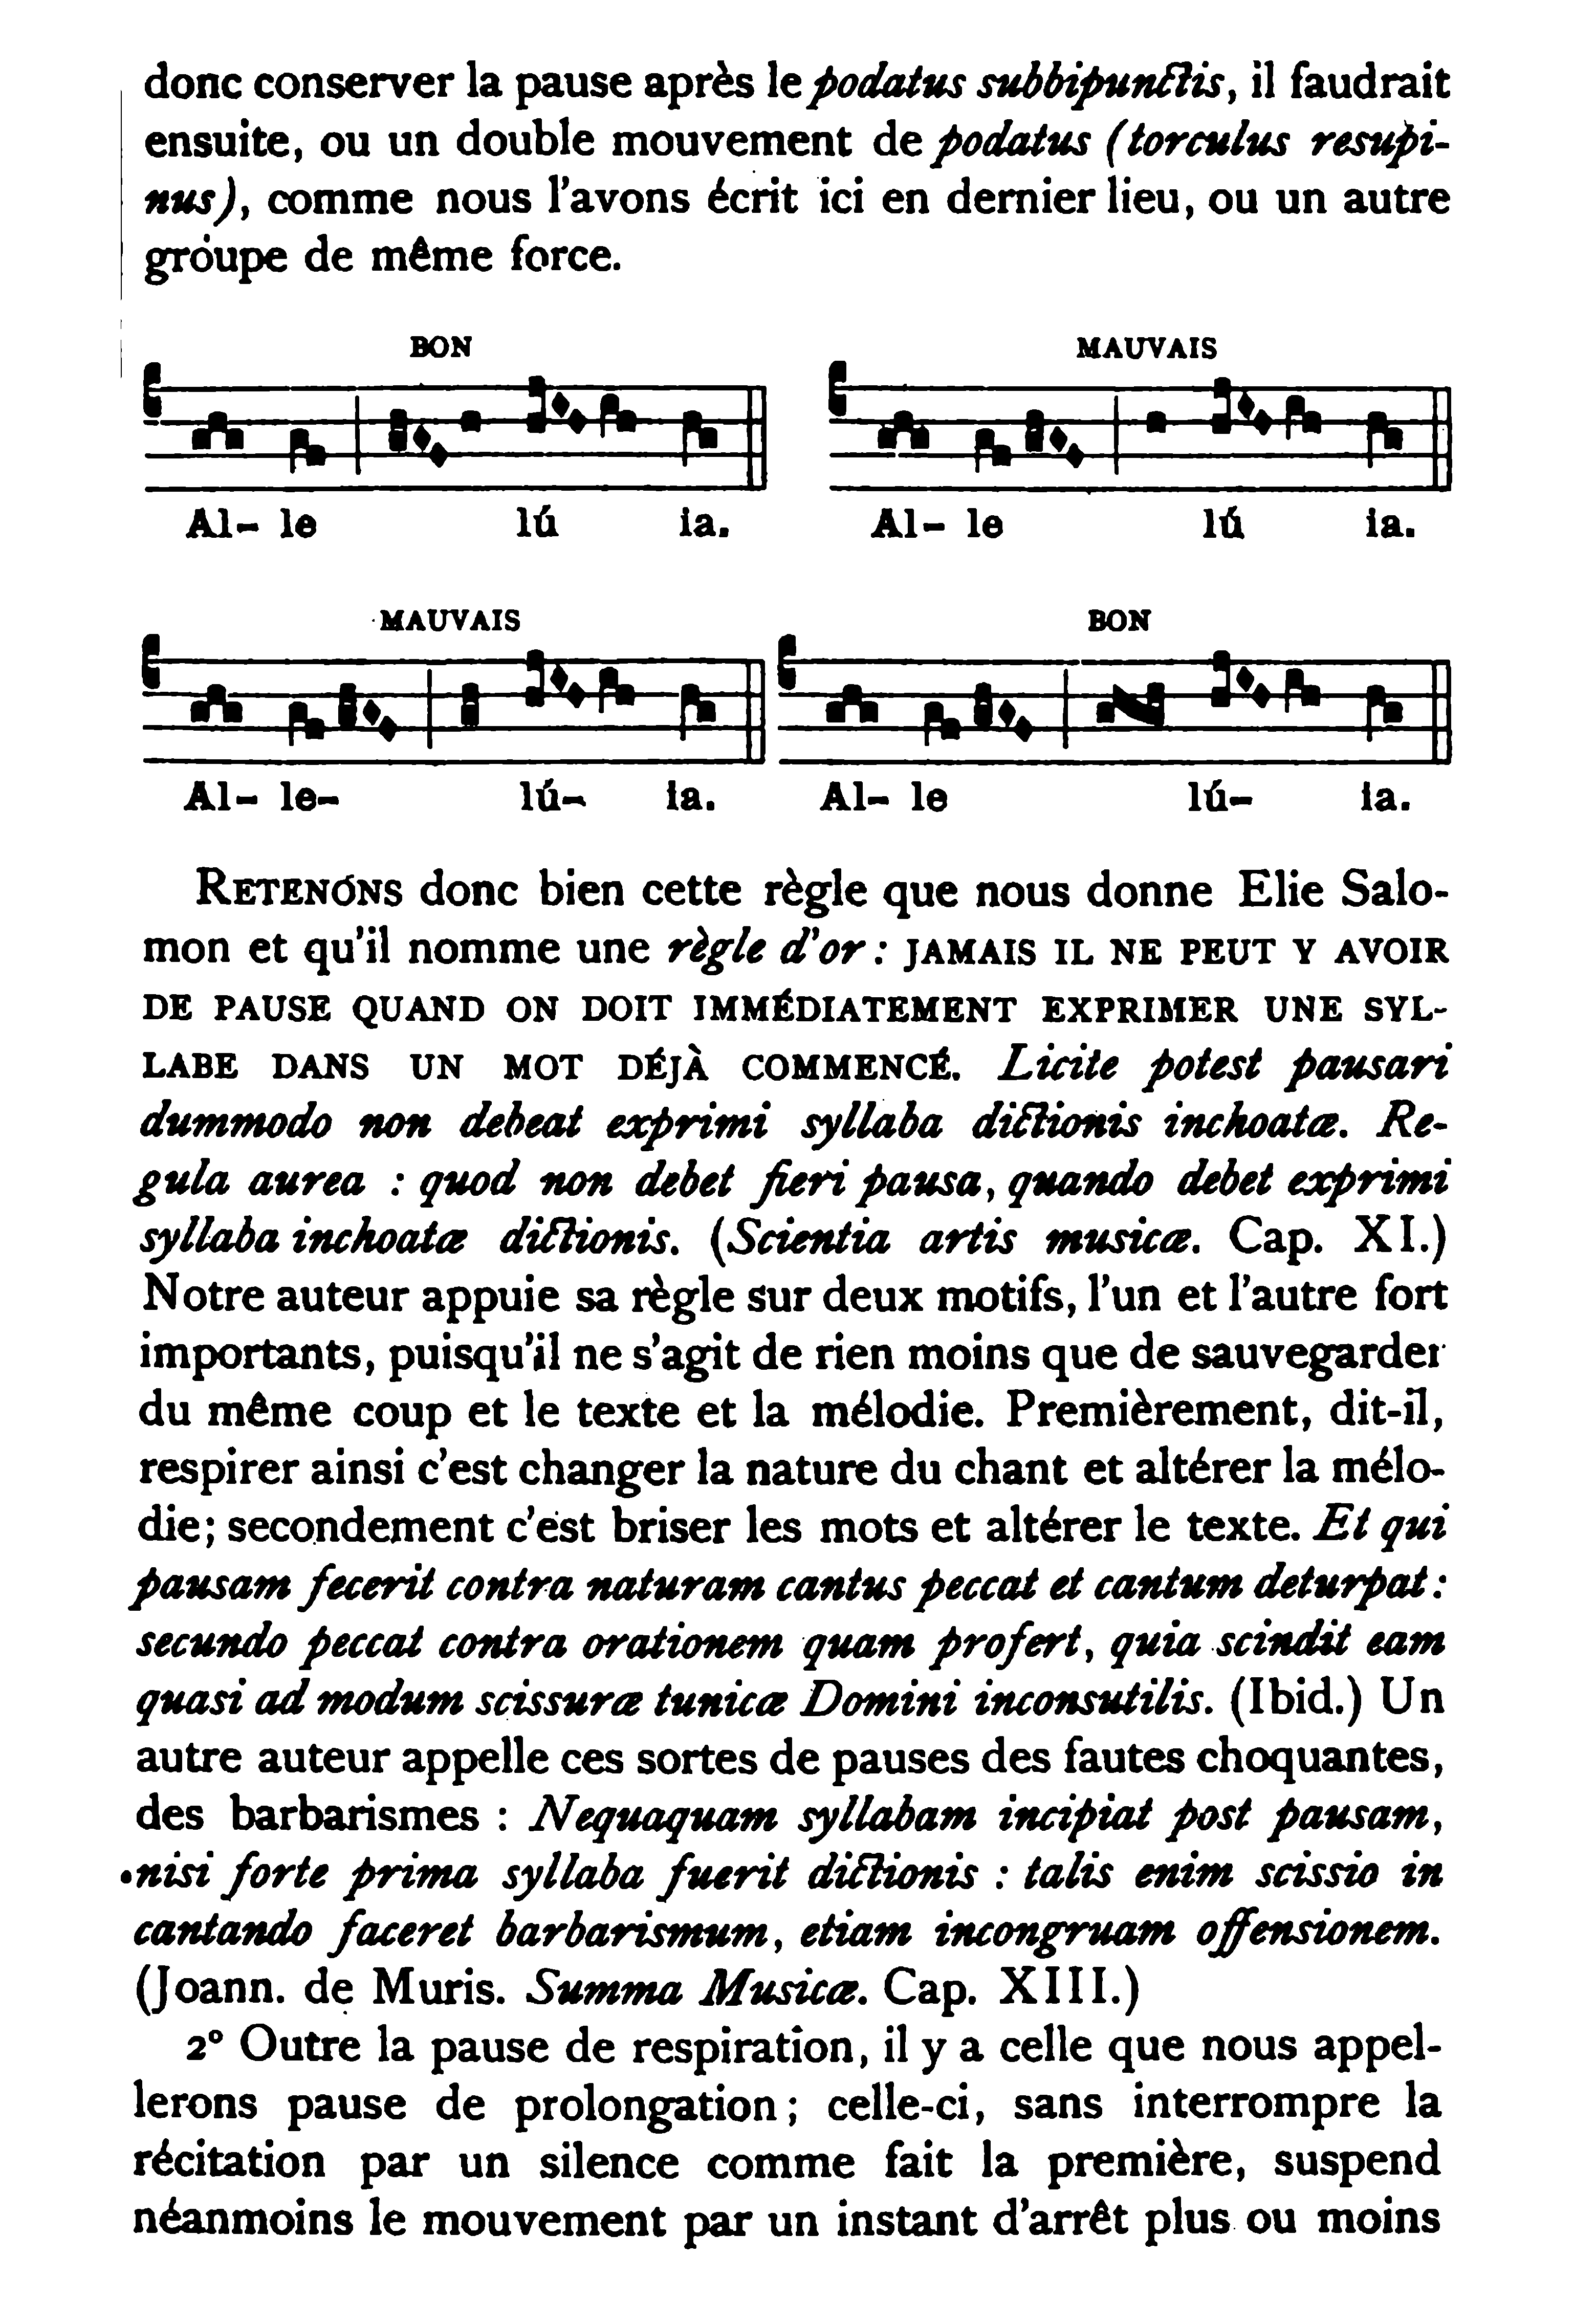 donc conserver la pause après le podatus subbipunctis, il faudrait
ensuite, ou un double mouvement de podatus (torculus resupi-
nus), comme nous l'avons écrit ici en dernier lieu, ou un autre
groupe de même force.
BON MAUVAIS
Al- le lú ia. Al- le lú ia.
MAUVAIS BON
Al- le- lú- ia. Al- le lú- ia.
RETENONS donc bien cette règle que nous donne Elie Salo-
mon et qu'il nomme une règle d'or : JAMAIS IL NE PEUT Y AVOIR
DE PAUSE QUAND ON DOIT IMMÉDIATEMENT EXPRIMER UNE SYL-
LABE DANS UN MOT DÉJÀ COMMENCÉ. Licite potest pausari
dummodo non debeat exprimi syllaba dictionis inchoatæ. Re-
gula aurea : quod non debet fieri pausa, quando debet exprimi
syllaba inchoatæ dictionis. (Scientia artis musicæ. Cap. XI.)
Notre auteur appuie sa règle sur deux motifs, l'un et l'autre fort
importants, puisqu'il ne s'agit de rien moins que de sauvegarder
du même coup et le texte et la mélodie. Premièrement, dit-il,
respirer ainsi c'est changer la nature du chant et altérer la mélo-
die; secondement c'est briser les mots et altérer le texte. Et qui
pausam fecerit contra naturam cantus peccat et cantum deturpat :
secundo peccat contra orationem quam profert, quia scindit eam
quasi ad modum scissuræ tunicæ Domini inconsutilis. (Ibid.) Un
autre auteur appelle ces sortes de pauses des fautes choquantes,
des barbarismes : Nequaquam syllabam incipiat post pausam,
nisi forte prima syllaba fuerit dictionis : talis enim scissio in
cantando faceret barbarismum, etiam incongruam offensionem.
(Joann. de Muris. Summa Musicæ. Cap. XIII.)
2° Outre la pause de respiration, il y a celle que nous appel-
lerons pause de prolongation; celle-ci, sans interrompre la
récitation par un silence comme fait la première, suspend
néanmoins le mouvement par un instant d'arrêt plus ou moins